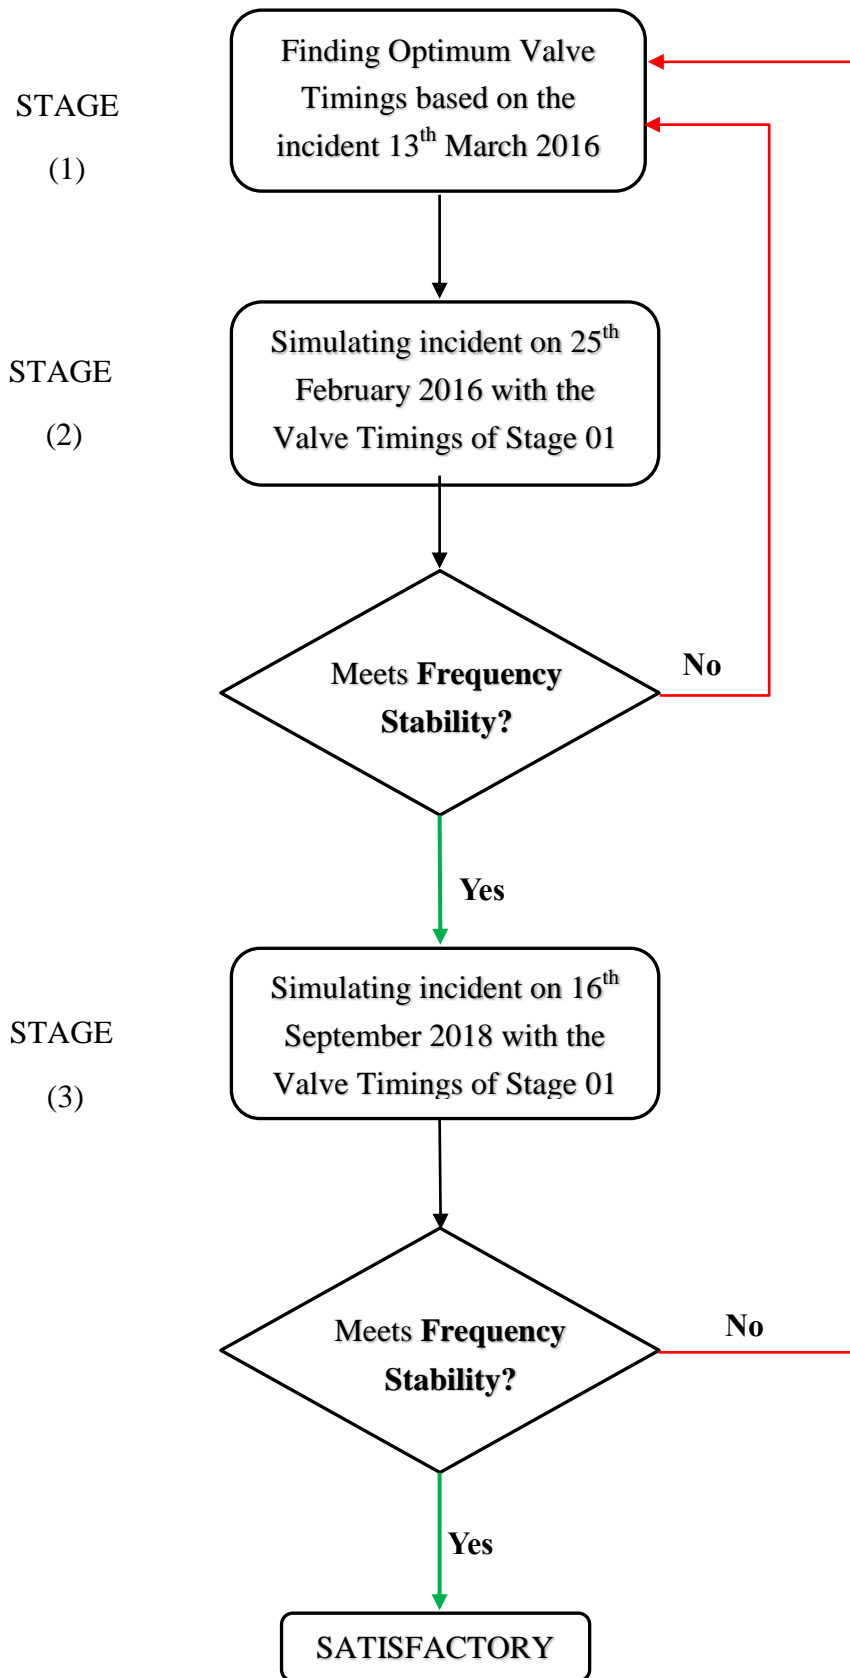 Finding Optimum Valve
Timings based on the
incident 13th March 2016
STAGE
(1)
Simulating incident on 25th
February 2016 with the
Valve Timings of Stage 01
STAGE
(2)
Meets Frequency
Stability?
No
Yes
Simulating incident on 16th
September 2018 with the
Valve Timings of Stage 01
STAGE
(3)
Meets Frequency
Stability?
No
Yes
SATISFACTORY